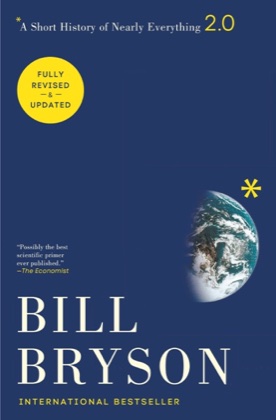 *A Short History of Nearly Everything 2.0
FULLY
REVISED
—&—
UPDATED
*
"Possibly the best
scientific primer
ever published."
—The Economist
BILL
BRYSON
INTERNATIONAL BESTSELLER